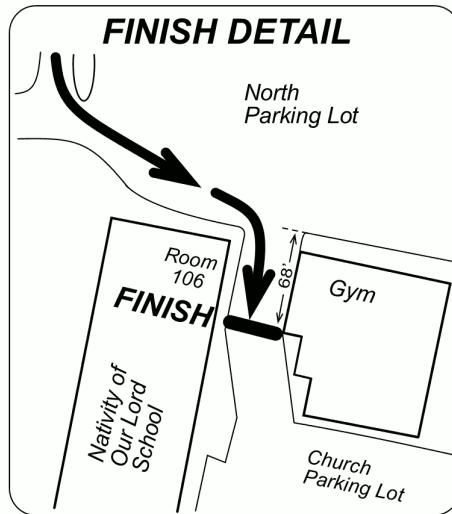 FINISH DETAIL
North
Parking Lot
Room
106
68'
Gym
FINISH
Nativity of
Our Lord
School
Church
Parking Lot